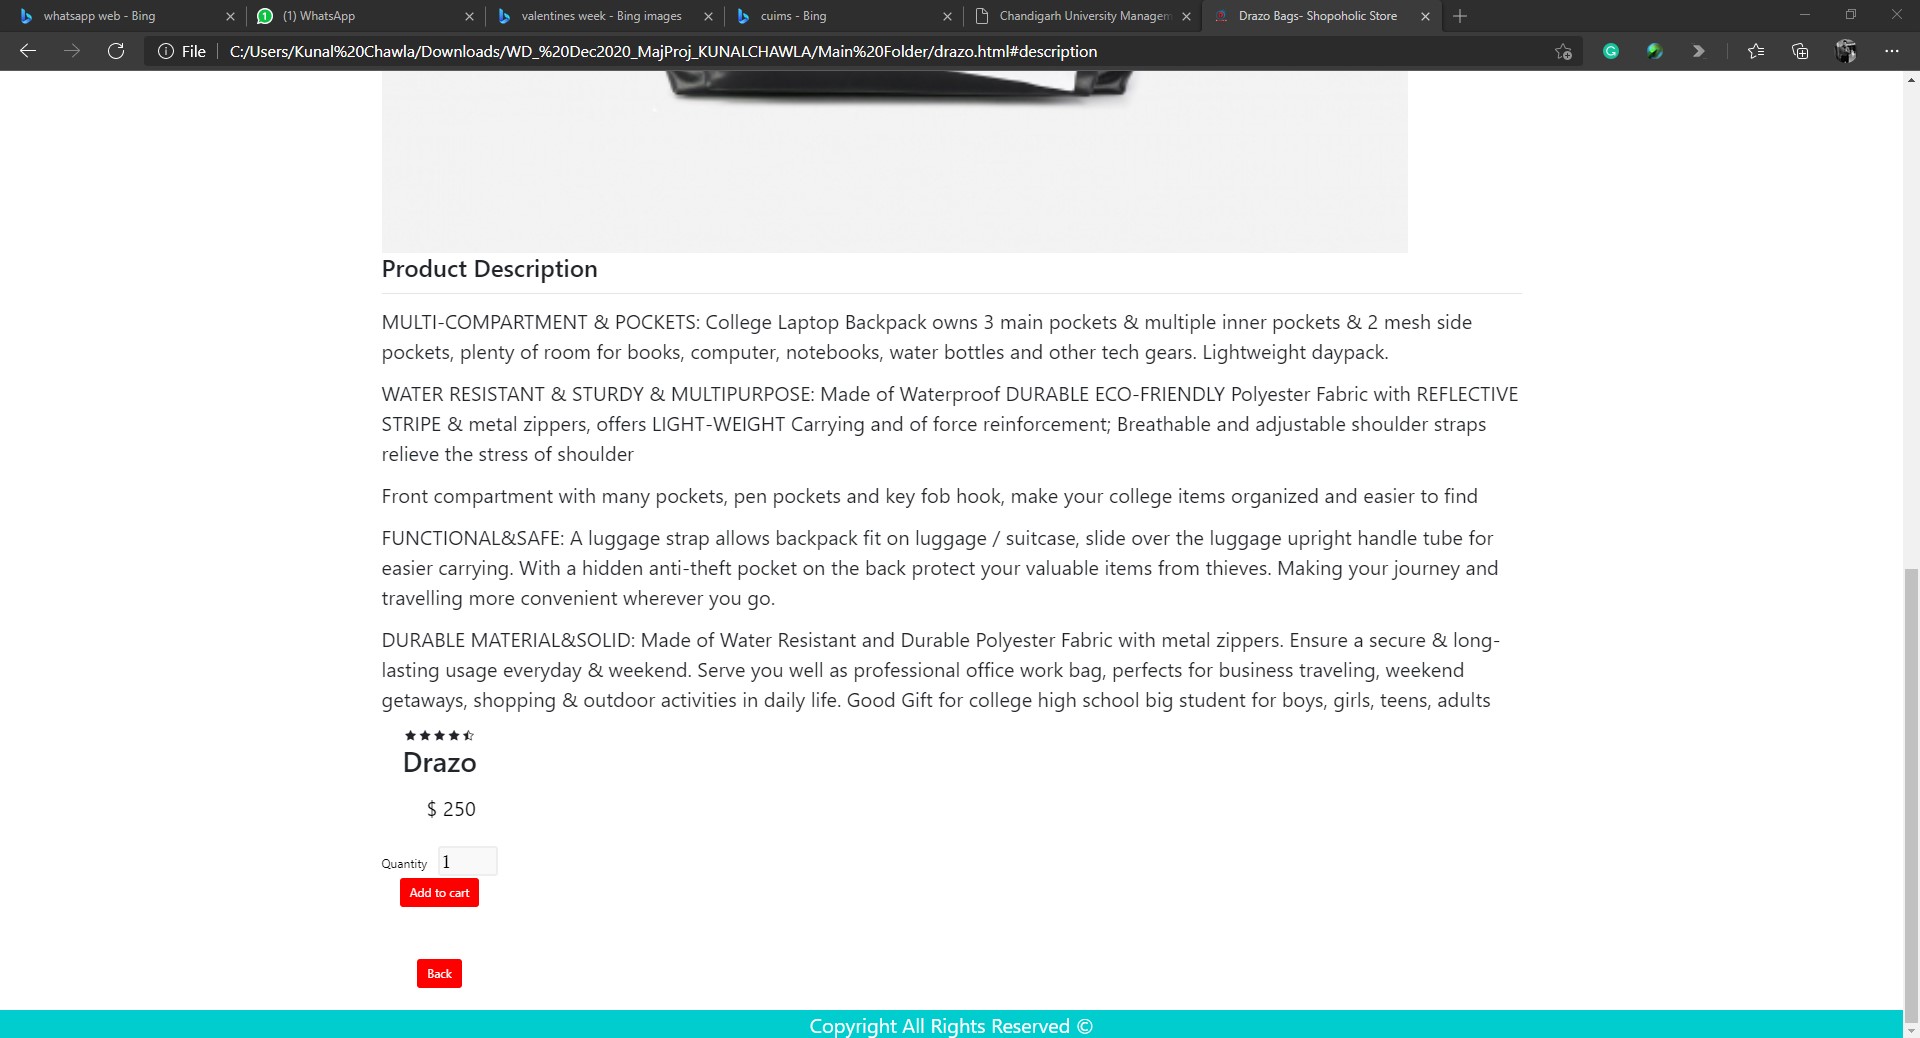 whatsapp web - Bing
(1) WhatsApp
valentines week - Bing images
cuims - Bing
Chandigarh University Managem
Drazo Bags- Shopoholic Store
File
C:/Users/Kunal%20Chawla/Downloads/WD_%20Dec2020_MajProj_KUNALCHAWLA/Main%20Folder/drazo.html#description
Product Description
MULTI-COMPARTMENT & POCKETS: College Laptop Backpack owns 3 main pockets & multiple inner pockets & 2 mesh side
pockets, plenty of room for books, computer, notebooks, water bottles and other tech gears. Lightweight daypack.
WATER RESISTANT & STURDY & MULTIPURPOSE: Made of Waterproof DURABLE ECO-FRIENDLY Polyester Fabric with REFLECTIVE
STRIPE & metal zippers, offers LIGHT-WEIGHT Carrying and of force reinforcement; Breathable and adjustable shoulder straps
relieve the stress of shoulder
Front compartment with many pockets, pen pockets and key fob hook, make your college items organized and easier to find
FUNCTIONAL&SAFE: A luggage strap allows backpack fit on luggage / suitcase, slide over the luggage upright handle tube for
easier carrying. With a hidden anti-theft pocket on the back protect your valuable items from thieves. Making your journey and
travelling more convenient wherever you go.
DURABLE MATERIAL&SOLID: Made of Water Resistant and Durable Polyester Fabric with metal zippers. Ensure a secure & long-
lasting usage everyday & weekend. Serve you well as professional office work bag, perfects for business traveling, weekend
getaways, shopping & outdoor activities in daily life. Good Gift for college high school big student for boys, girls, teens, adults
Drazo
$ 250
Quantity 1
Add to cart
Back
Copyright All Rights Reserved ©